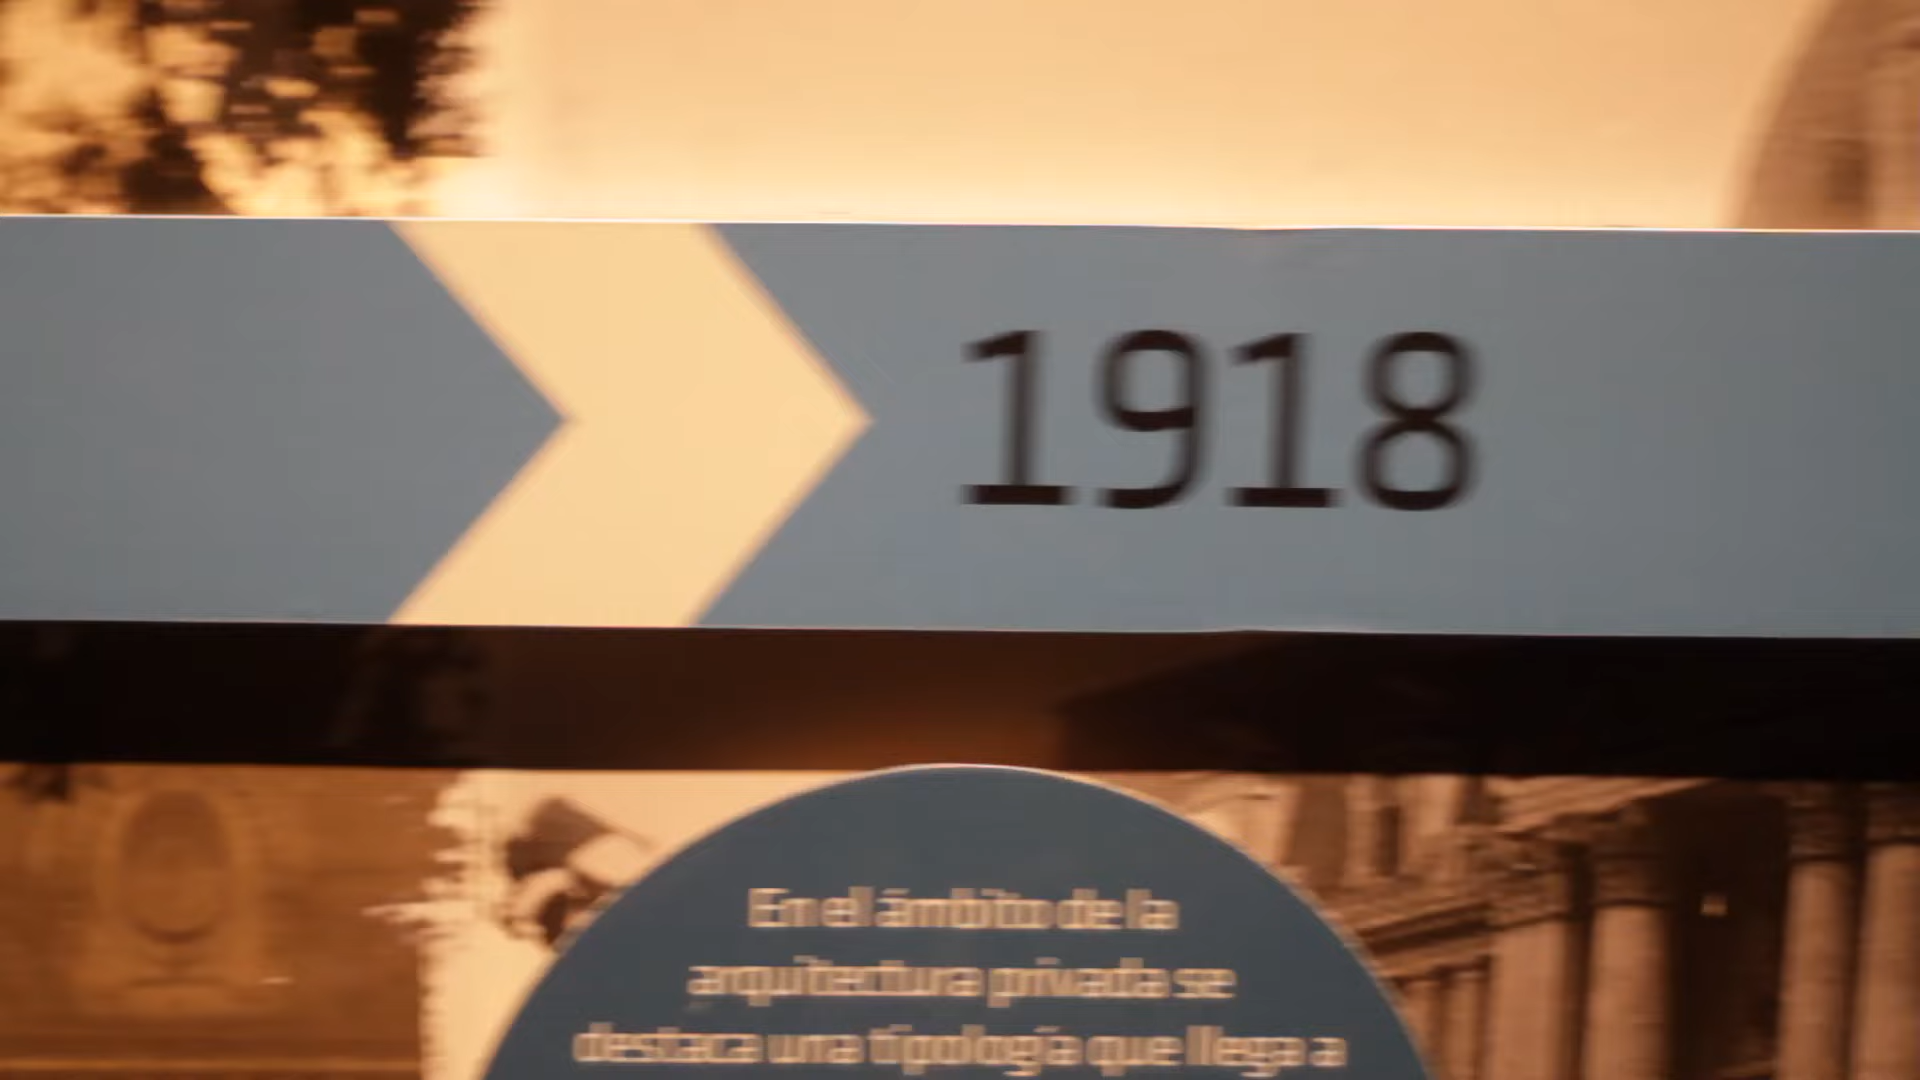 1918
En el ámbito de la
arquitectura privada se
destaca una tipología que llega a